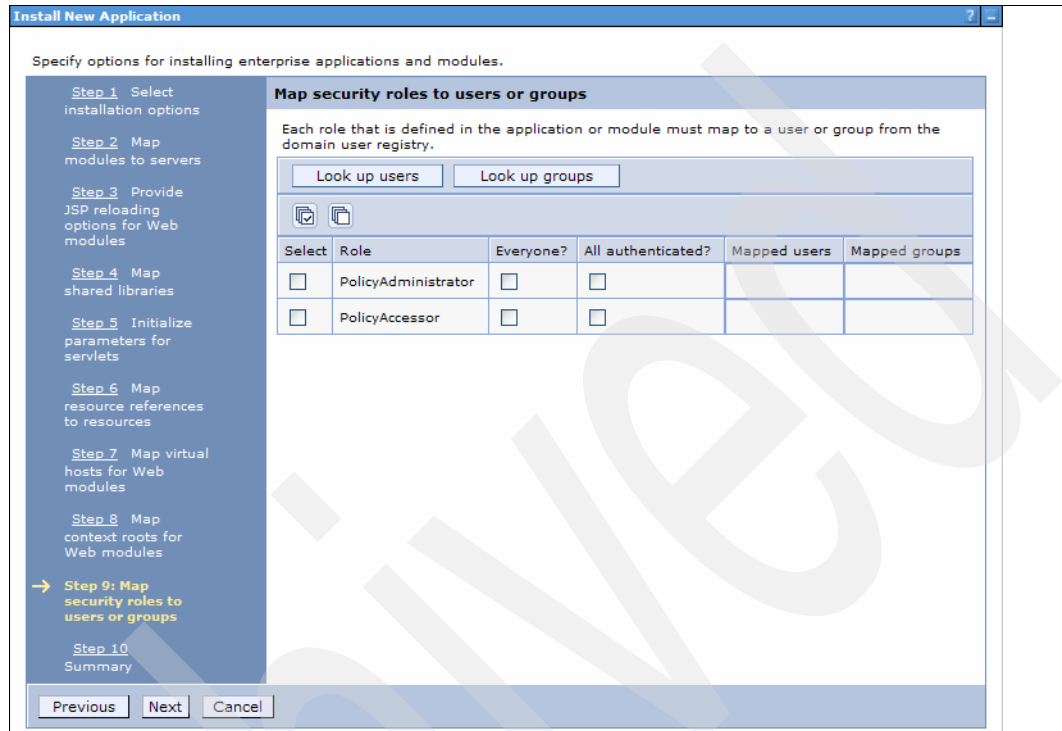 Install New Application
?
Specify options for installing enterprise applications and modules.
Step 1 Select
installation options
Step 2 Map
modules to servers
Step 3 Provide
JSP reloading
options for Web
modules
Step 4 Map
shared libraries
Step 5 Initialize
parameters for
servlets
Step 6 Map
resource references
to resources
Step 7 Map virtual
hosts for Web
modules
Step 8 Map
context roots for
Web modules
Step 9: Map
security roles to
users or groups
Step 10
Summary
Map security roles to users or groups
Each role that is defined in the application or module must map to a user or group from the
domain user registry.
Look up users Look up groups
Select Role Everyone? All authenticated? Mapped users Mapped groups
PolicyAdministrator
PolicyAccessor
Previous Next Cancel